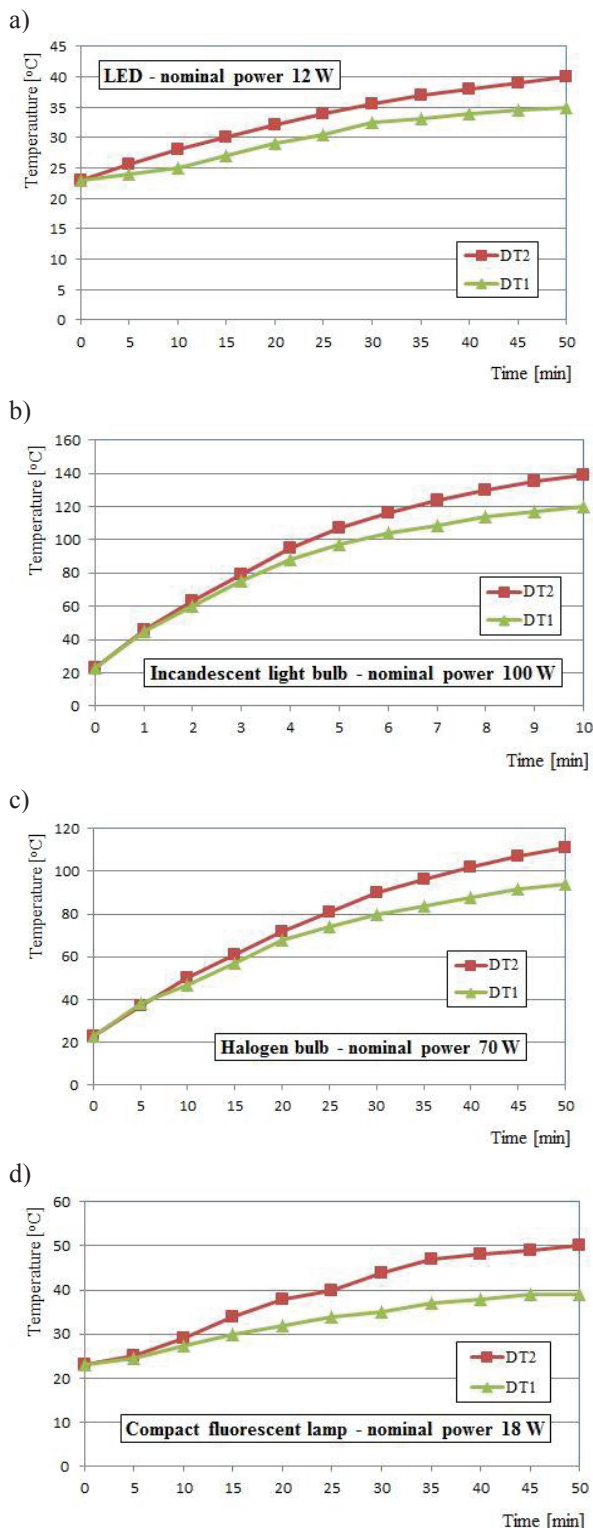 a)
Temperauture [°C]
LED - nominal power 12 W
45
40
35
30
25
20
15
10
5
0
DT2
DT1
0 5 10 15 20 25 30 35 40 45 50
Time [min]
b)
Temperature [°C]
160
140
120
100
80
60
40
20
0
DT2
DT1
Incandescent light bulb - nominal power 100 W
0 1 2 3 4 5 6 7 8 9 10
Time [min]
c)
Temperature [°C]
120
100
80
60
40
20
0
DT2
DT1
Halogen bulb - nominal power 70 W
0 5 10 15 20 25 30 35 40 45 50
Time [min]
d)
Temperature [°C]
60
50
40
30
20
10
0
DT2
DT1
Compact fluorescent lamp - nominal power 18 W
0 5 10 15 20 25 30 35 40 45 50
Time [min]